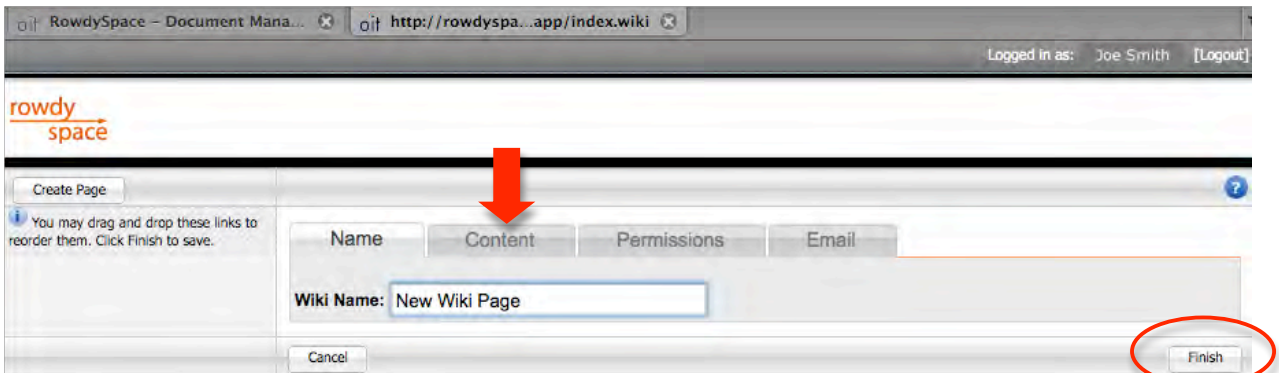 oit RowdySpace – Document Mana... oit http://rowdyspa...app/index.wiki
Logged in as: Joe Smith [Logout]
rowdy
space
Create Page ?
i You may drag and drop these links to
reorder them. Click Finish to save.
Name Content Permissions Email
Wiki Name: New Wiki Page
Cancel Finish